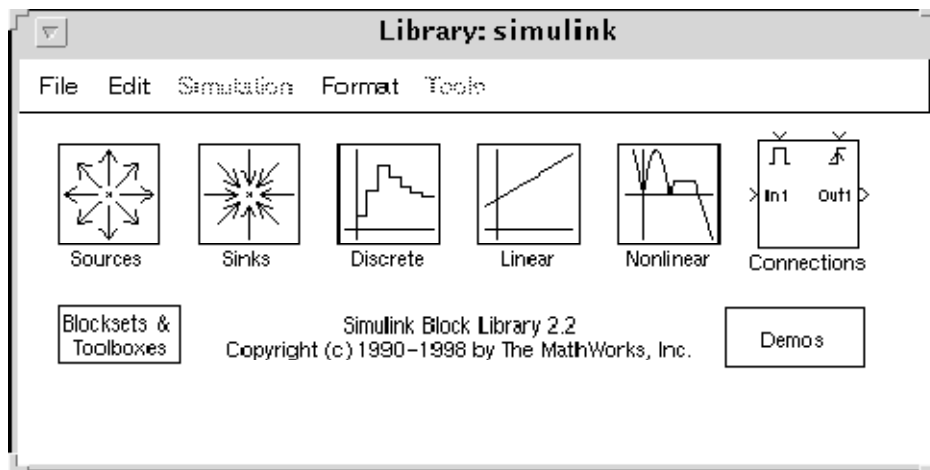 Library: simulink
File Edit Simulation Format Tools
In1 Out1
Sources Sinks Discrete Linear Nonlinear Connections
Blocksets &
Toolboxes
Simulink Block Library 2.2
Copyright (c) 1990-1998 by The MathWorks, Inc.
Demos